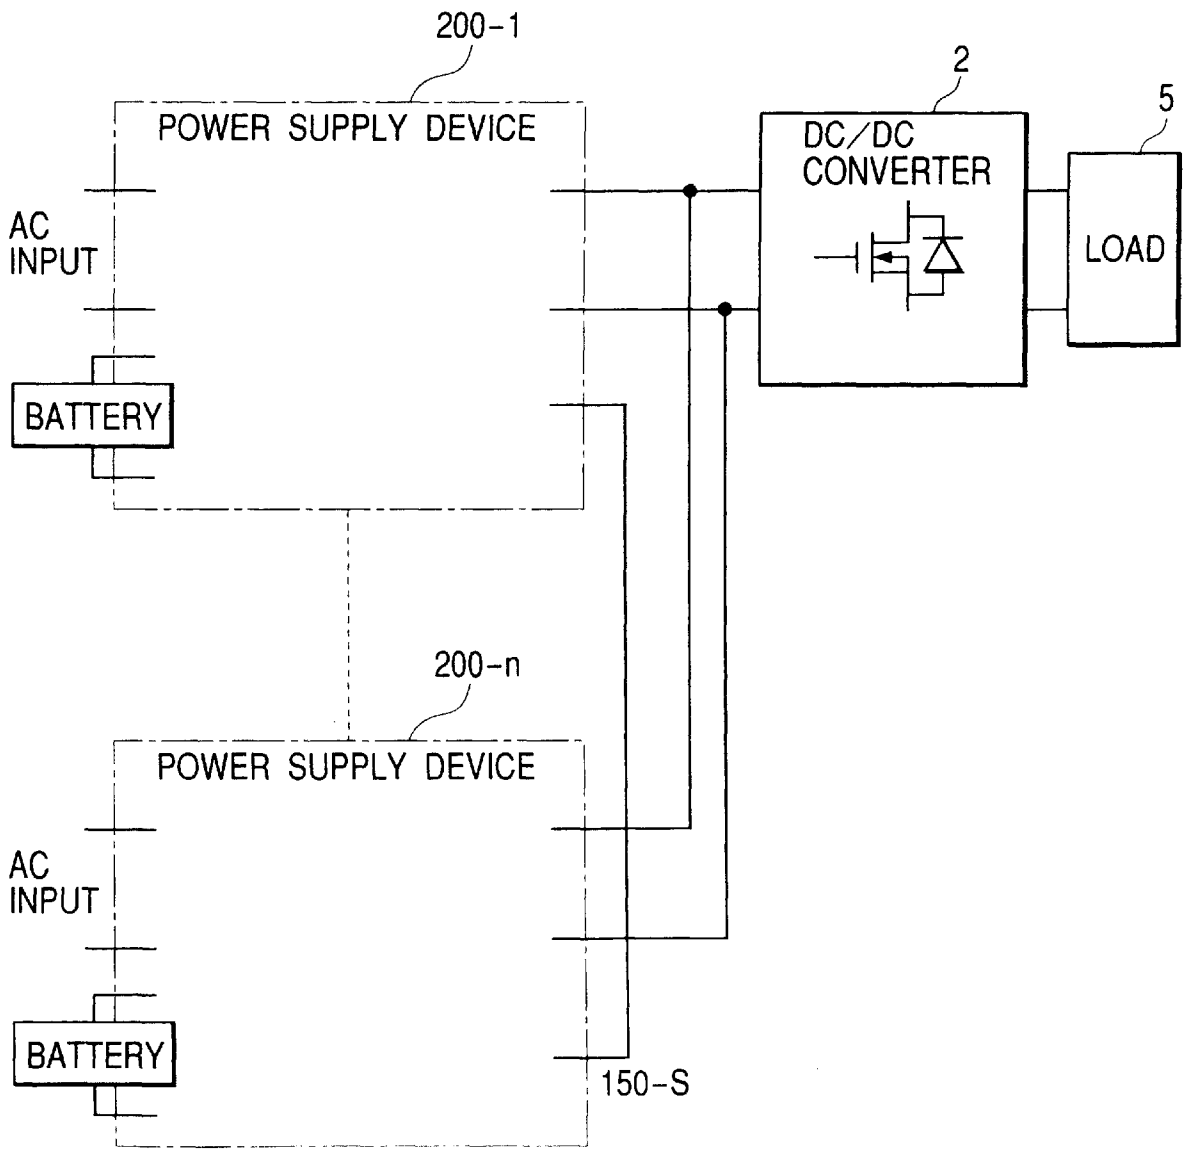 200-1
POWER SUPPLY DEVICE
AC
INPUT
BATTERY
2
DC/DC
CONVERTER
5
LOAD
200-n
POWER SUPPLY DEVICE
AC
INPUT
BATTERY
150-S